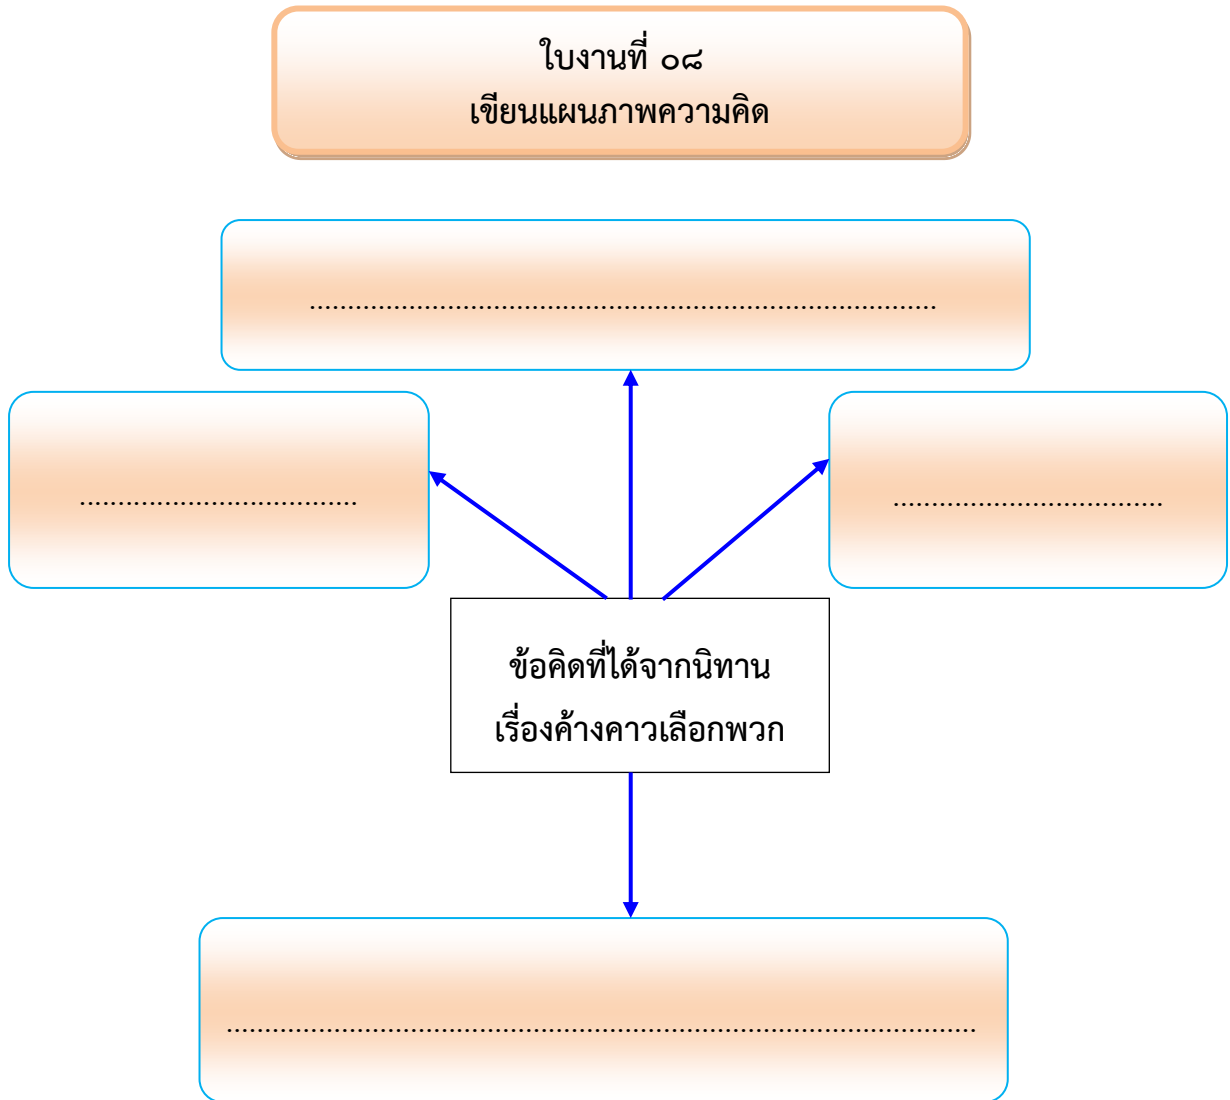 ใบงานที่ ๐๘
เขียนแผนภาพความคิด
................................................................................
....................................
...................................
ข้อคิดที่ได้จากนิทาน
เรื่องค้างคาวเลือกพวก
................................................................................................